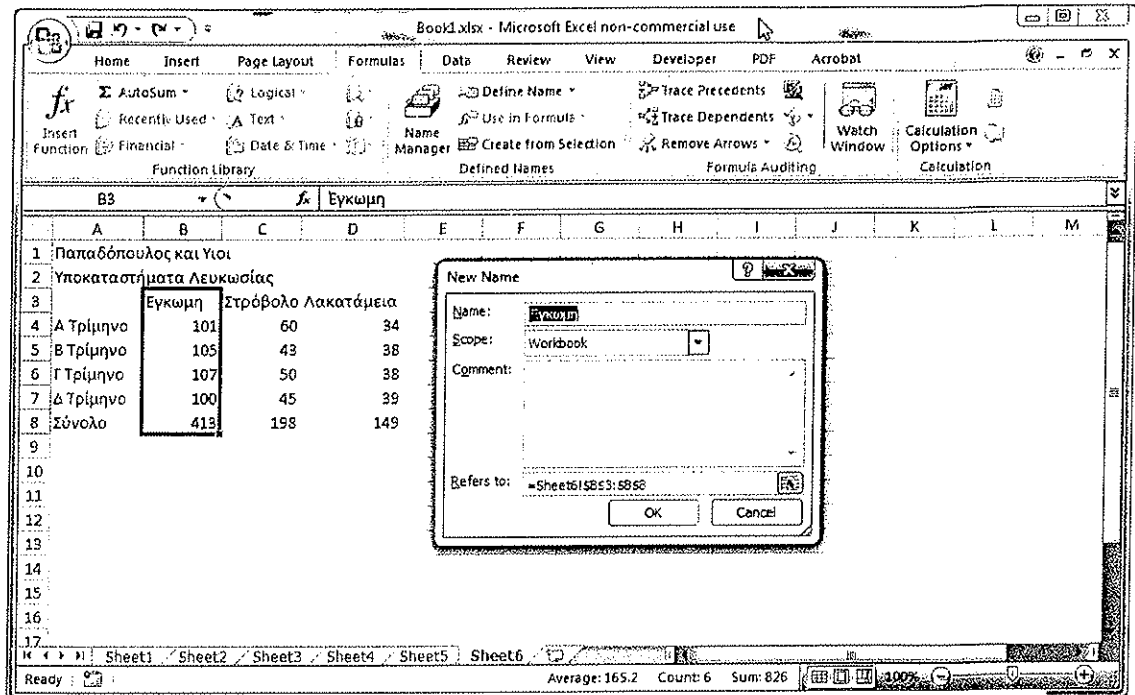 Book1.xlsx - Microsoft Excel non-commercial use
Home Insert Page Layout Formulas Data Review View Developer PDF Acrobat
fx Insert Function
Σ AutoSum
Recently Used
Financial
Logical
A Text
Date & Time
Function Library
Name Manager
Define Name
Use in Formula
Create from Selection
Defined Names
Trace Precedents
Trace Dependents
Remove Arrows
Formula Auditing
Watch Window
Calculation Options
Calculation
B3 fx Εγκωμη
A B C D E F G H I J K L M
1 Παπαδόπουλος και Υιοι
2 Υποκαταστήματα Λευκωσίας
3 Εγκωμη Στρόβολο Λακατάμεια
4 Α Τρίμηνο 101 60 34
5 Β Τρίμηνο 105 43 38
6 Γ Τρίμηνο 107 50 38
7 Δ Τρίμηνο 100 45 39
8 Σύνολο 413 198 149
9
10
11
12
13
14
15
16
17
New Name
Name: Εγκωμη
Scope: Workbook
Comment:
Refers to: =Sheet6!$B$3:$B$8
OK Cancel
Sheet1 Sheet2 Sheet3 Sheet4 Sheet5 Sheet6
Ready Average: 165.2 Count: 6 Sum: 826 100%